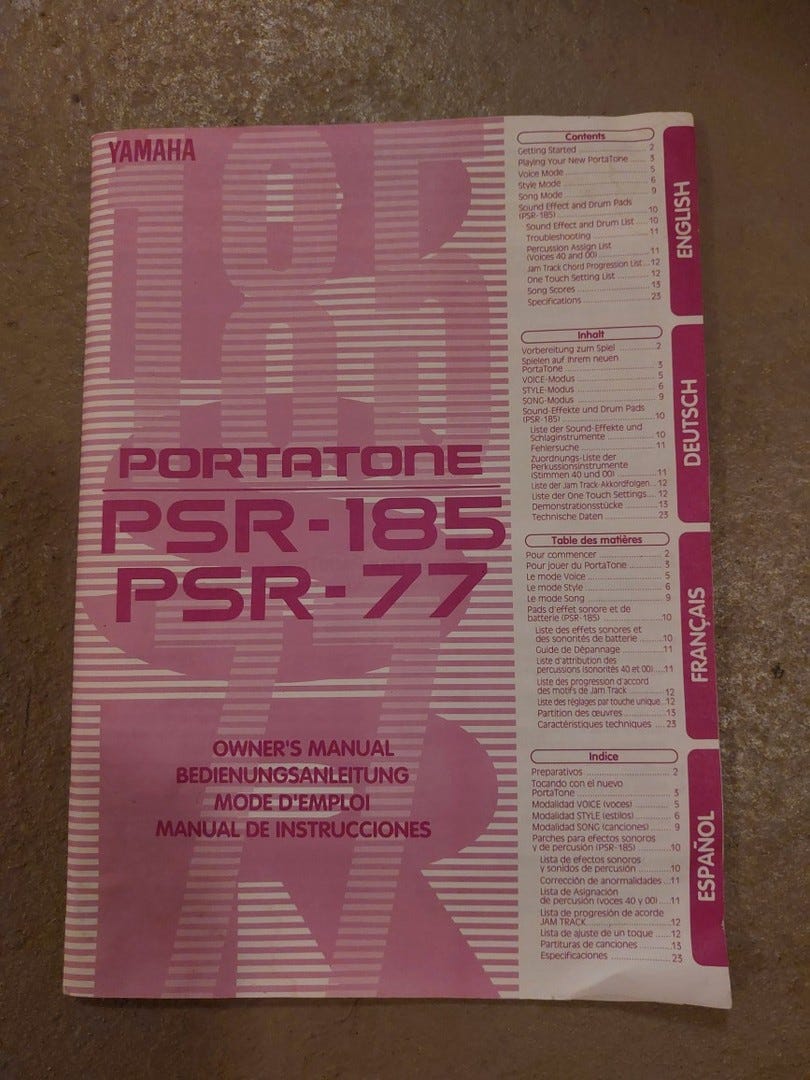 YAMAHA
PORTATONE
PSR-185
PSR-77
OWNER'S MANUAL
BEDIENUNGSANLEITUNG
MODE D'EMPLOI
MANUAL DE INSTRUCCIONES
Contents
Getting Started ........ 2
Playing Your New PortaTone ........ 3
Voice Mode ........ 5
Style Mode ........ 6
Song Mode ........ 9
Sound Effect and Drum Pads
(PSR-185) ........ 10
Sound Effect and Drum List ........ 10
Troubleshooting ........ 11
Percussion Assign List
(Voices 40 and 00) ........ 11
Jam Track Chord Progression List ... 12
One Touch Setting List ........ 12
Song Scores ........ 13
Specifications ........ 23
ENGLISH
Inhalt
Vorbereitung zum Spiel ........ 2
Spielen auf Ihrem neuen
PortaTone ........ 3
VOICE-Modus ........ 5
STYLE-Modus ........ 6
SONG-Modus ........ 9
Sound-Effekte und Drum Pads
(PSR-185) ........ 10
Liste der Sound-Effekte und
Schlaginstrumente ........ 10
Fehlersuche ........ 11
Zuordnungs-Liste der
Perkussionsinstrumente
(Stimmen 40 und 00) ........ 11
Liste der Jam Track-Akkordfolgen ... 12
Liste der One Touch Settings .... 12
Demonstrationsstücke ........ 13
Technische Daten ........ 23
DEUTSCH
Table des matières
Pour commencer ........ 2
Pour jouer du PortaTone ........ 3
Le mode Voice ........ 5
Le mode Style ........ 6
Le mode Song ........ 9
Pads d'effet sonore et de
batterie (PSR-185) ........ 10
Liste des effets sonores et
des sonorités de batterie ........ 10
Guide de Dépannage ........ 11
Liste d'attribution des
percussions (sonorités 40 et 00) .... 11
Liste des progression d'accord
des motifs de Jam Track ........ 12
Liste des réglages par touche unique ... 12
Partition des œuvres ........ 13
Caractéristiques techniques ........ 23
FRANÇAIS
Indice
Preparativos ........ 2
Tocando con el nuevo
PortaTone ........ 3
Modalidad VOICE (voces) ........ 5
Modalidad STYLE (estilos) ........ 6
Modalidad SONG (canciones) ........ 9
Parches para efectos sonoros
y de percusión (PSR-185) ........ 10
Lista de efectos sonoros
y sonidos de percusión ........ 10
Corrección de anormalidades ... 11
Lista de Asignación
de percusión (voces 40 y 00) .... 11
Lista de progresión de acorde
JAM TRACK ........ 12
Lista de ajuste de un toque ..... 12
Partituras de canciones ........ 13
Especificaciones ........ 23
ESPAÑOL